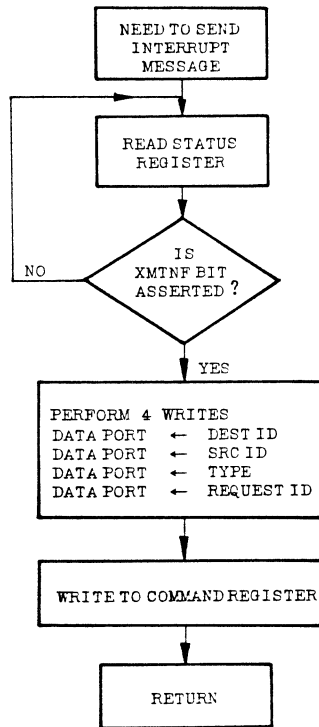 NEED TO SEND
INTERRUPT
MESSAGE
READ STATUS
REGISTER
IS
XMTNF BIT
ASSERTED ?
NO
YES
PERFORM 4 WRITES
DATA PORT ← DEST ID
DATA PORT ← SRC ID
DATA PORT ← TYPE
DATA PORT ← REQUEST ID
WRITE TO COMMAND REGISTER
RETURN